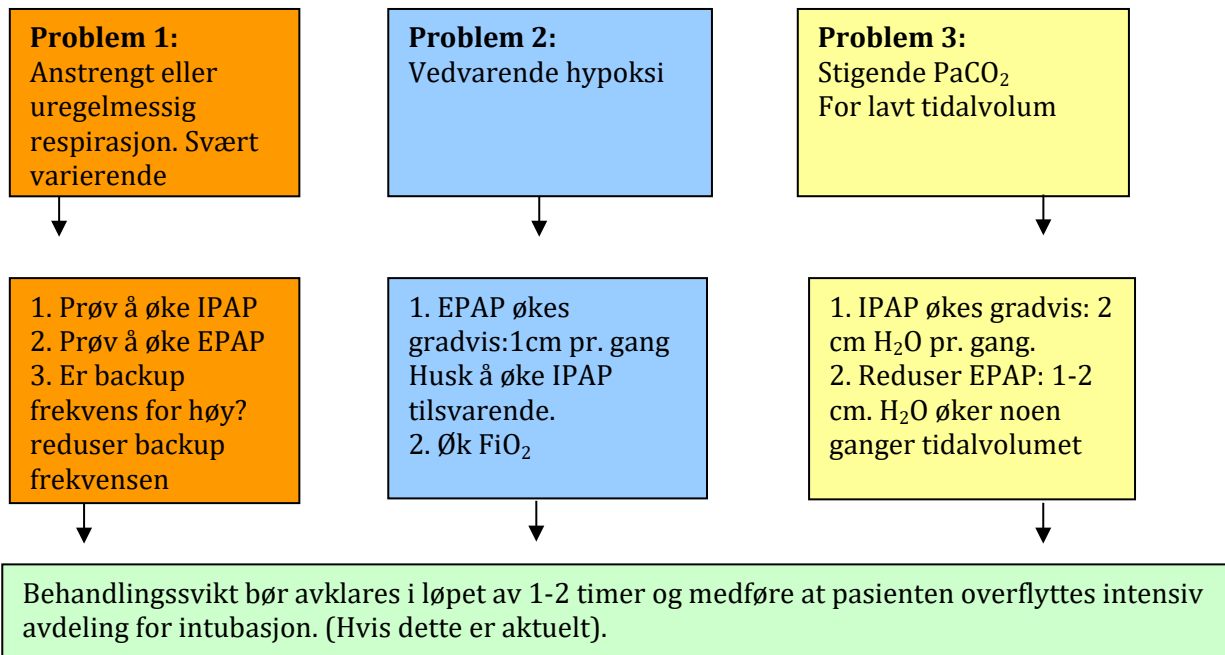 Problem 1:
Anstrengt eller
uregelmessig
respirasjon. Svært
varierende
Problem 2:
Vedvarende hypoksi
Problem 3:
Stigende PaCO₂
For lavt tidalvolum
1. Prøv å øke IPAP
2. Prøv å øke EPAP
3. Er backup
frekvens for høy?
reduser backup
frekvensen
1. EPAP økes
gradvis:1cm pr. gang
Husk å øke IPAP
tilsvarende.
2. Øk FiO₂
1. IPAP økes gradvis: 2
cm H₂O pr. gang.
2. Reduser EPAP: 1-2
cm. H₂O øker noen
ganger tidalvolumet
Behandlingssvikt bør avklares i løpet av 1-2 timer og medføre at pasienten overflyttes intensiv
avdeling for intubasjon. (Hvis dette er aktuelt).